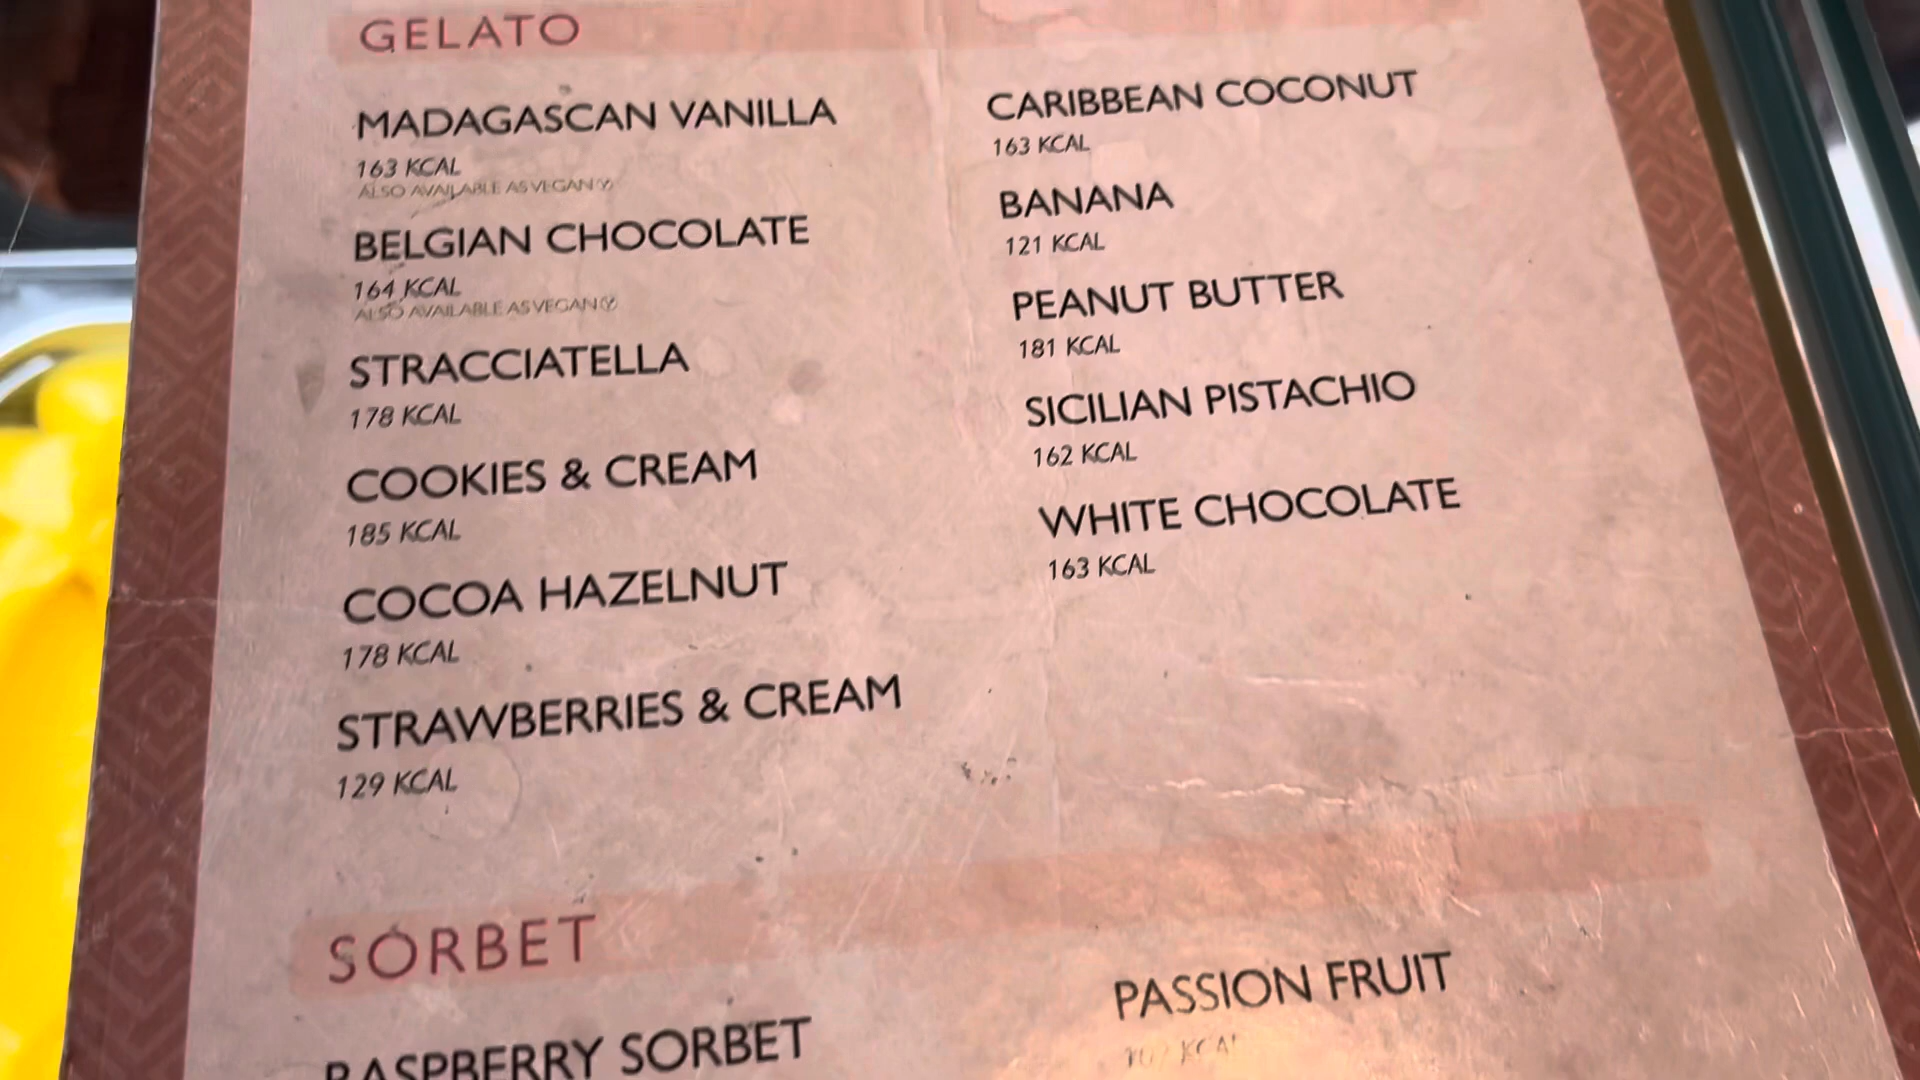 GELATO
MADAGASCAN VANILLA
163 KCAL
ALSO AVAILABLE AS VEGAN
BELGIAN CHOCOLATE
164 KCAL
ALSO AVAILABLE AS VEGAN
STRACCIATELLA
178 KCAL
COOKIES & CREAM
185 KCAL
COCOA HAZELNUT
178 KCAL
STRAWBERRIES & CREAM
129 KCAL
CARIBBEAN COCONUT
163 KCAL
BANANA
121 KCAL
PEANUT BUTTER
181 KCAL
SICILIAN PISTACHIO
162 KCAL
WHITE CHOCOLATE
163 KCAL
SORBET
RASPBERRY SORBET
PASSION FRUIT
KCAL